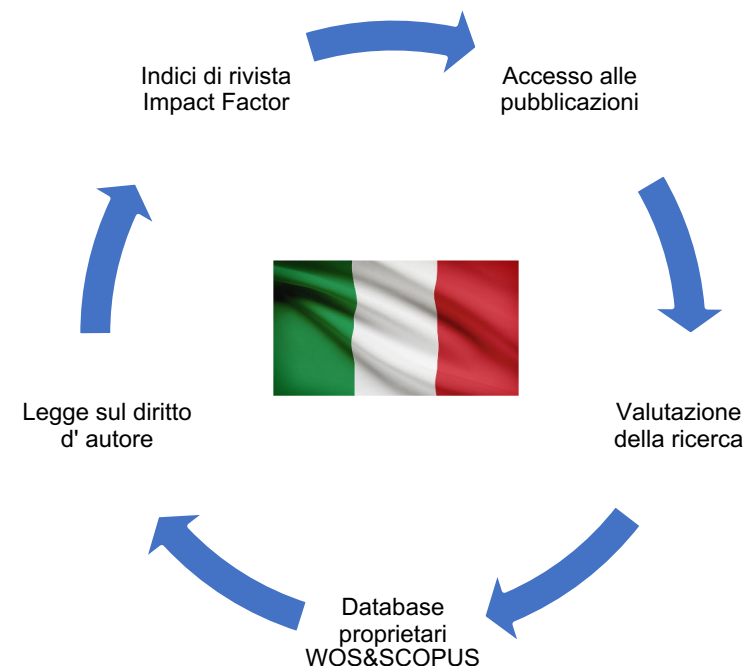 Indici di rivista
Impact Factor
Accesso alle
pubblicazioni
Valutazione
della ricerca
Database
proprietari
WOS&SCOPUS
Legge sul diritto
d' autore